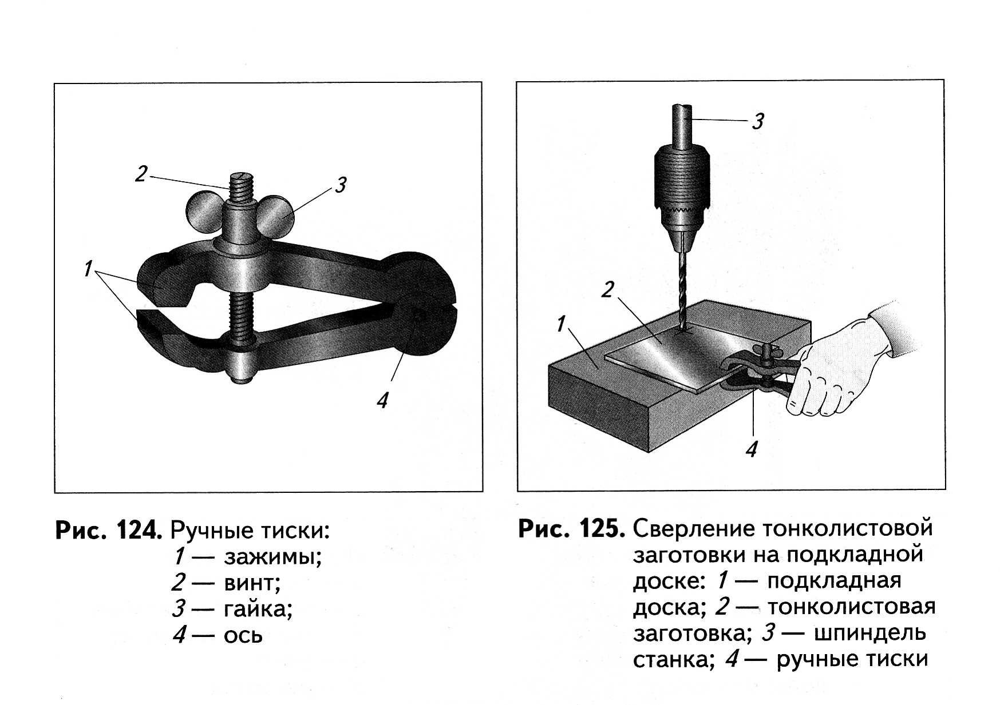 2
3
1
4
3
2
1
4
Рис. 124. Ручные тиски:
1 — зажимы;
2 — винт;
3 — гайка;
4 — ось
Рис. 125. Сверление тонколистовой
заготовки на подкладной
доске: 1 — подкладная
доска; 2 — тонколистовая
заготовка; 3 — шпиндель
станка; 4 — ручные тиски